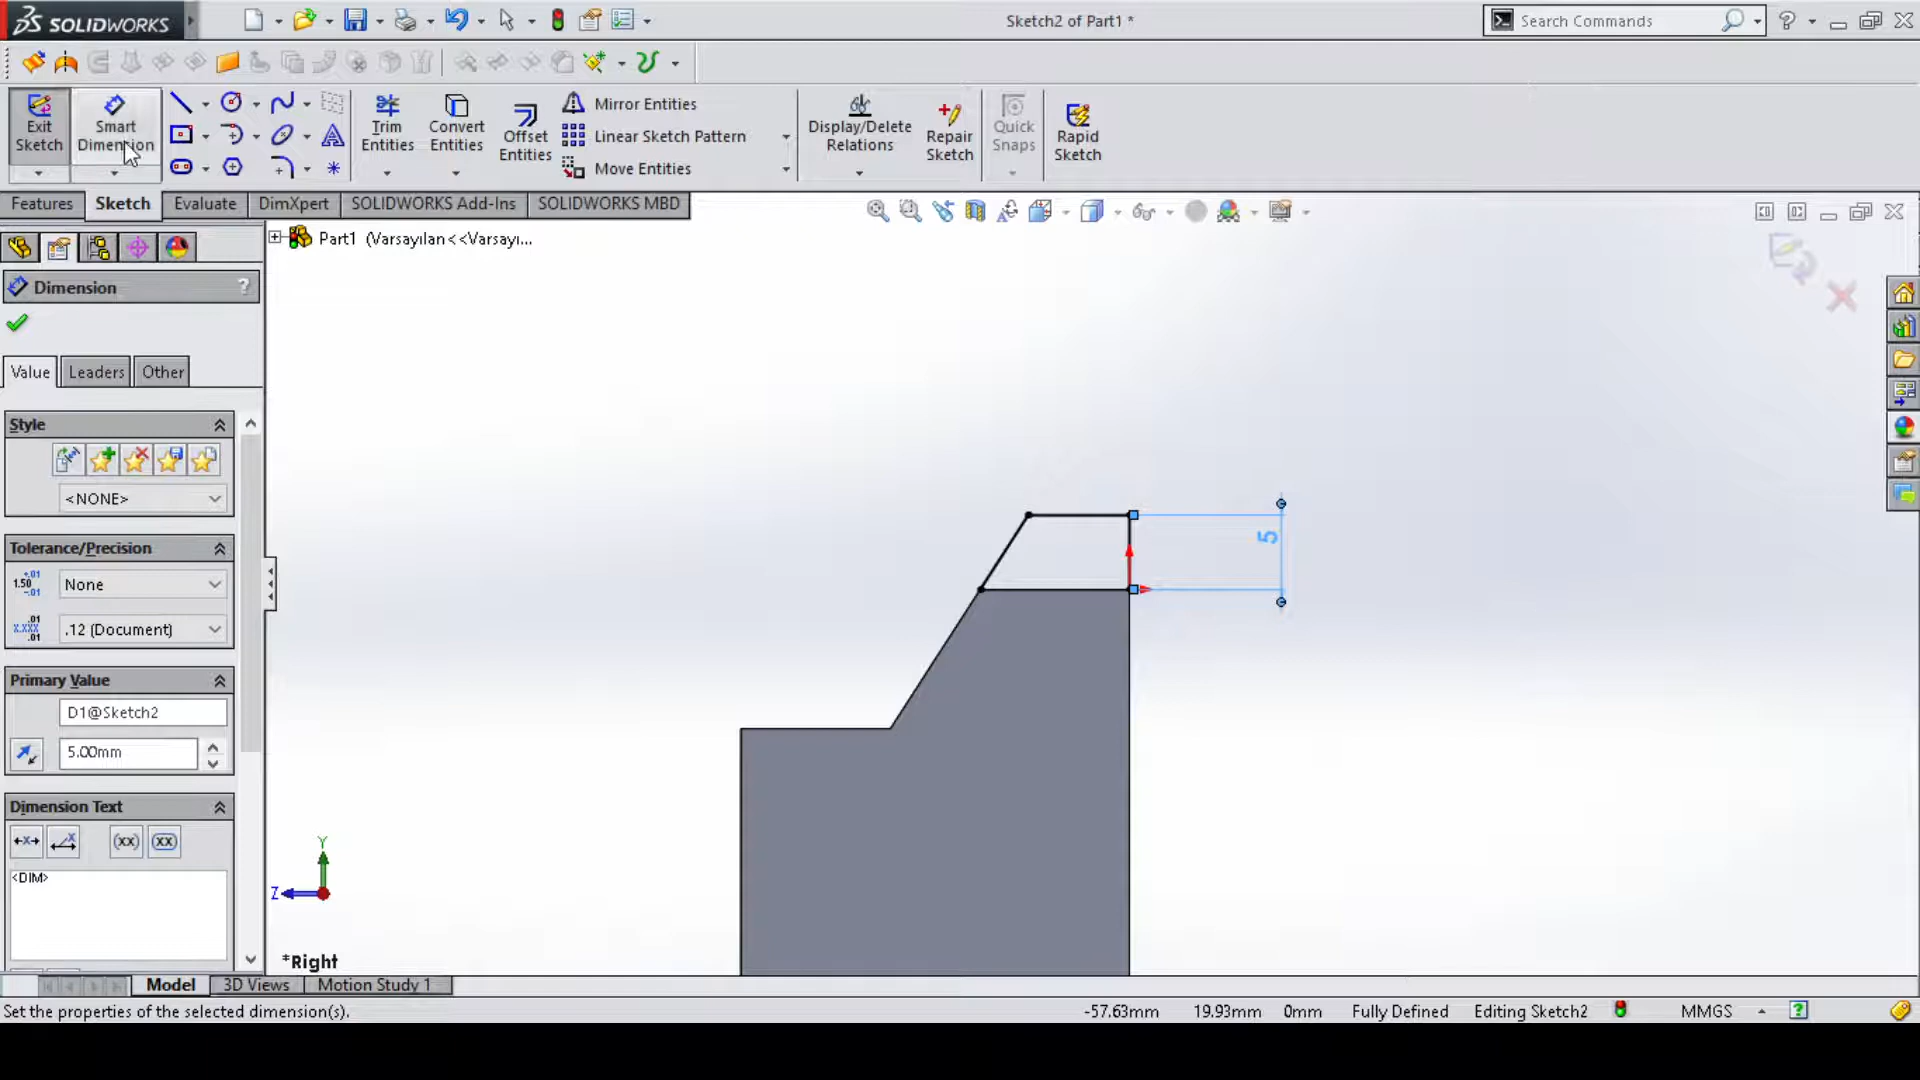 SOLIDWORKS
Sketch2 of Part1 *
Search Commands
Exit Sketch
Smart Dimension
Trim Entities
Convert Entities
Offset Entities
Mirror Entities
Linear Sketch Pattern
Move Entities
Display/Delete Relations
Repair Sketch
Quick Snaps
Rapid Sketch
Features
Sketch
Evaluate
DimXpert
SOLIDWORKS Add-Ins
SOLIDWORKS MBD
Part1 (Varsayılan<<Varsayı...
Dimension
?
Value
Leaders
Other
Style
<NONE>
Tolerance/Precision
None
.12 (Document)
Primary Value
D1@Sketch2
5.00mm
Dimension Text
<DIM>
5
Y
Z
*Right
Model
3D Views
Motion Study 1
Set the properties of the selected dimension(s).
-57.63mm
19.93mm
0mm
Fully Defined
Editing Sketch2
MMGS